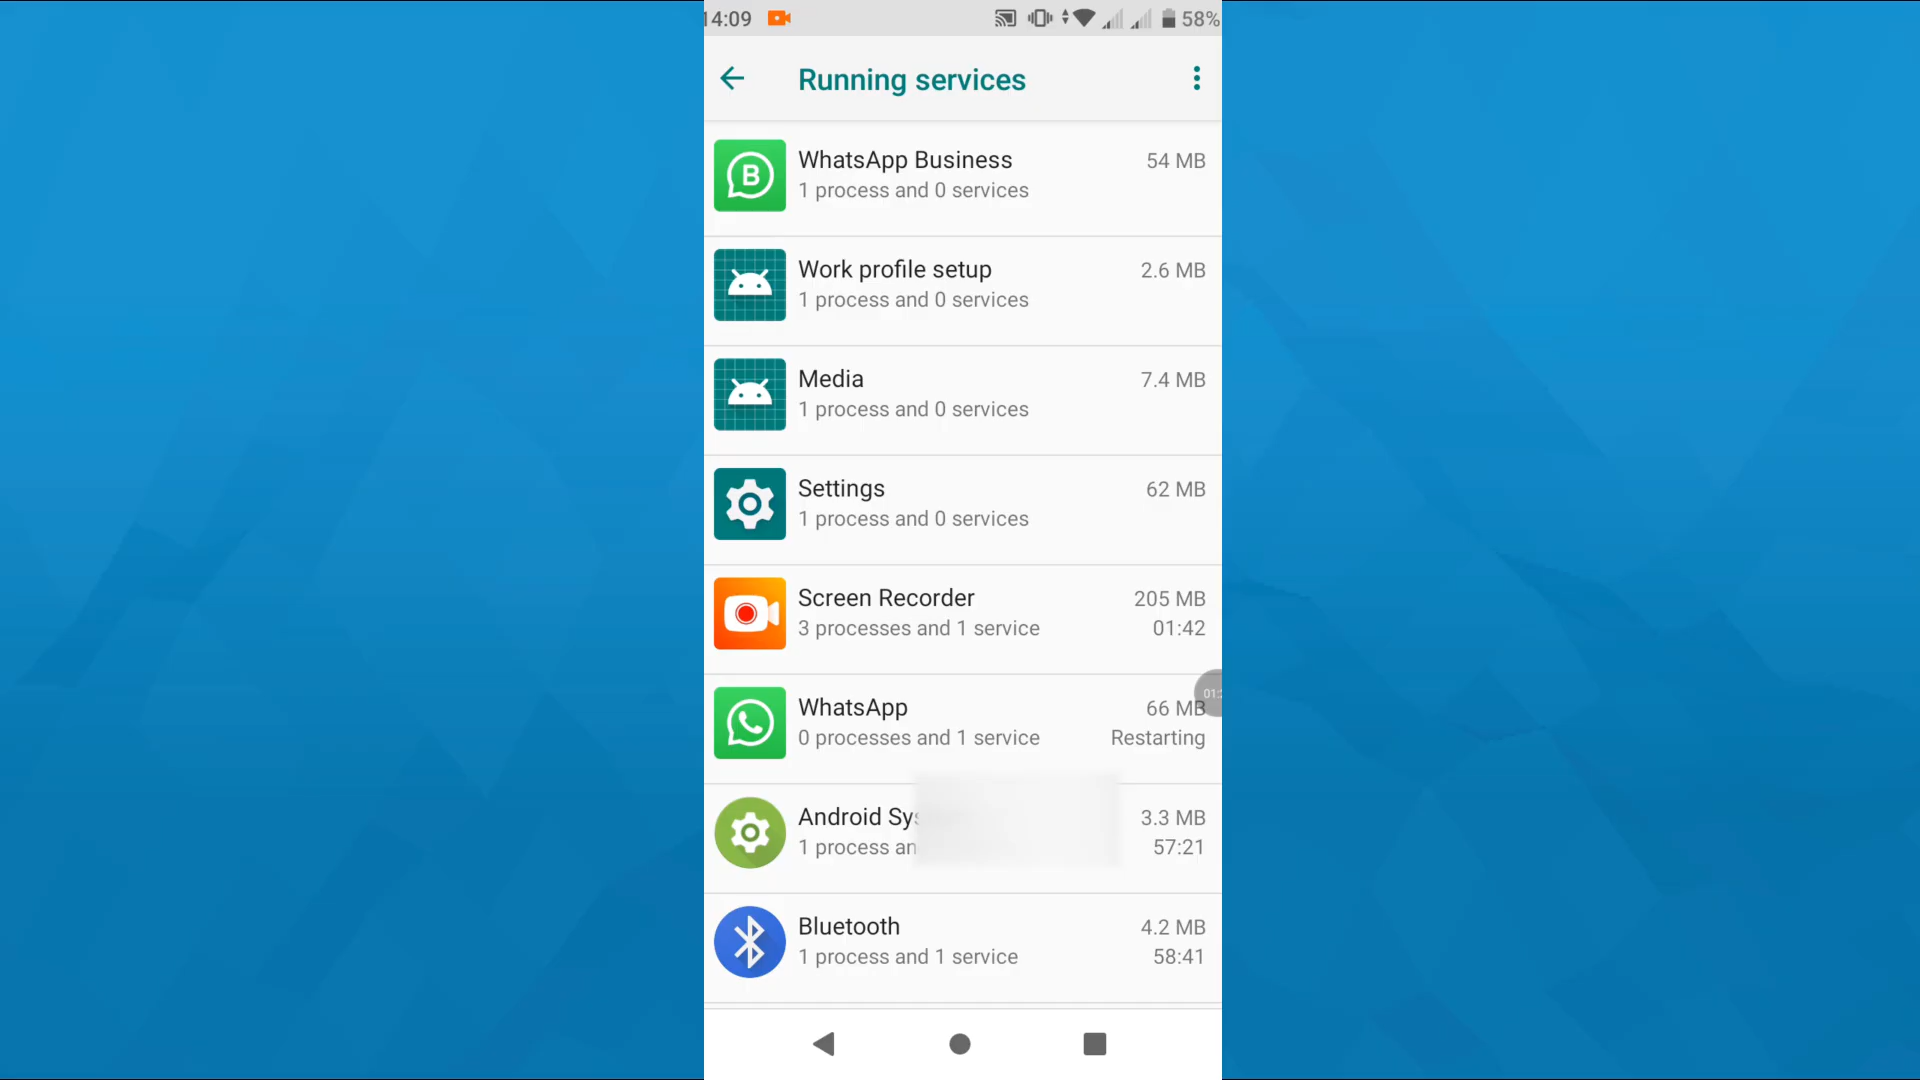 14:09 58%
Running services
WhatsApp Business 54 MB
1 process and 0 services
Work profile setup 2.6 MB
1 process and 0 services
Media 7.4 MB
1 process and 0 services
Settings 62 MB
1 process and 0 services
Screen Recorder 205 MB
3 processes and 1 service 01:42
WhatsApp 66 MB
0 processes and 1 service Restarting
Android 3.3 MB
1 process 57:21
Bluetooth 4.2 MB
1 process and 1 service 58:41
B